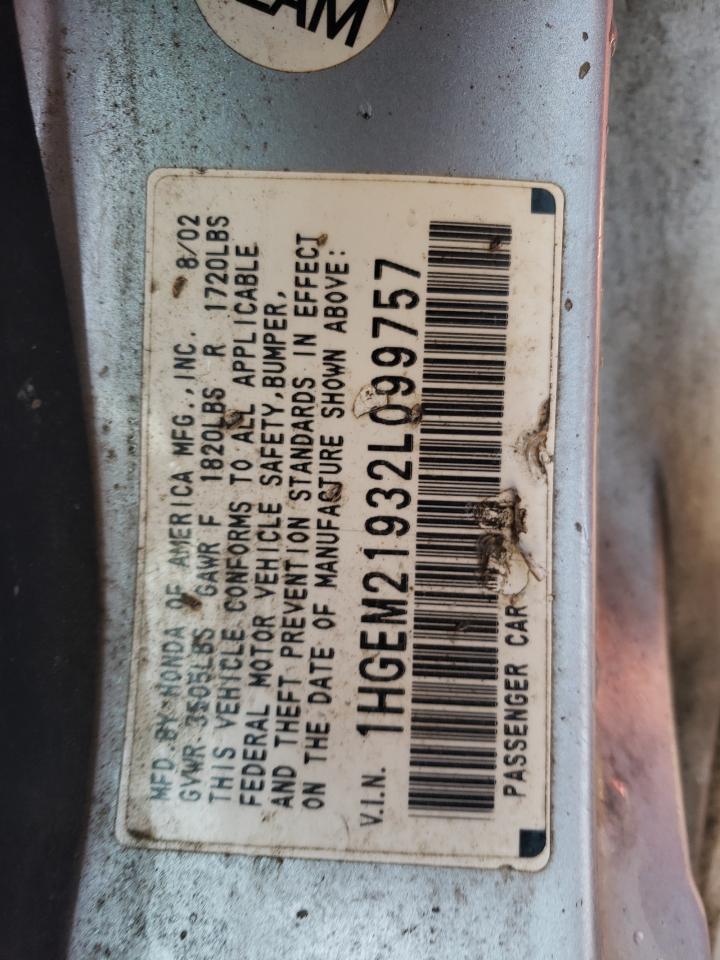 MFD.BY HONDA OF AMERICA MFG.,INC. 8/02
GVWR 3505LBS GAWR F 1820LBS R 1720LBS
THIS VEHICLE CONFORMS TO ALL APPLICABLE
FEDERAL MOTOR VEHICLE SAFETY,BUMPER,
AND THEFT PREVENTION STANDARDS IN EFFECT
ON THE DATE OF MANUFACTURE SHOWN ABOVE:
V.I.N. 1HGEM21932L099757
PASSENGER CAR